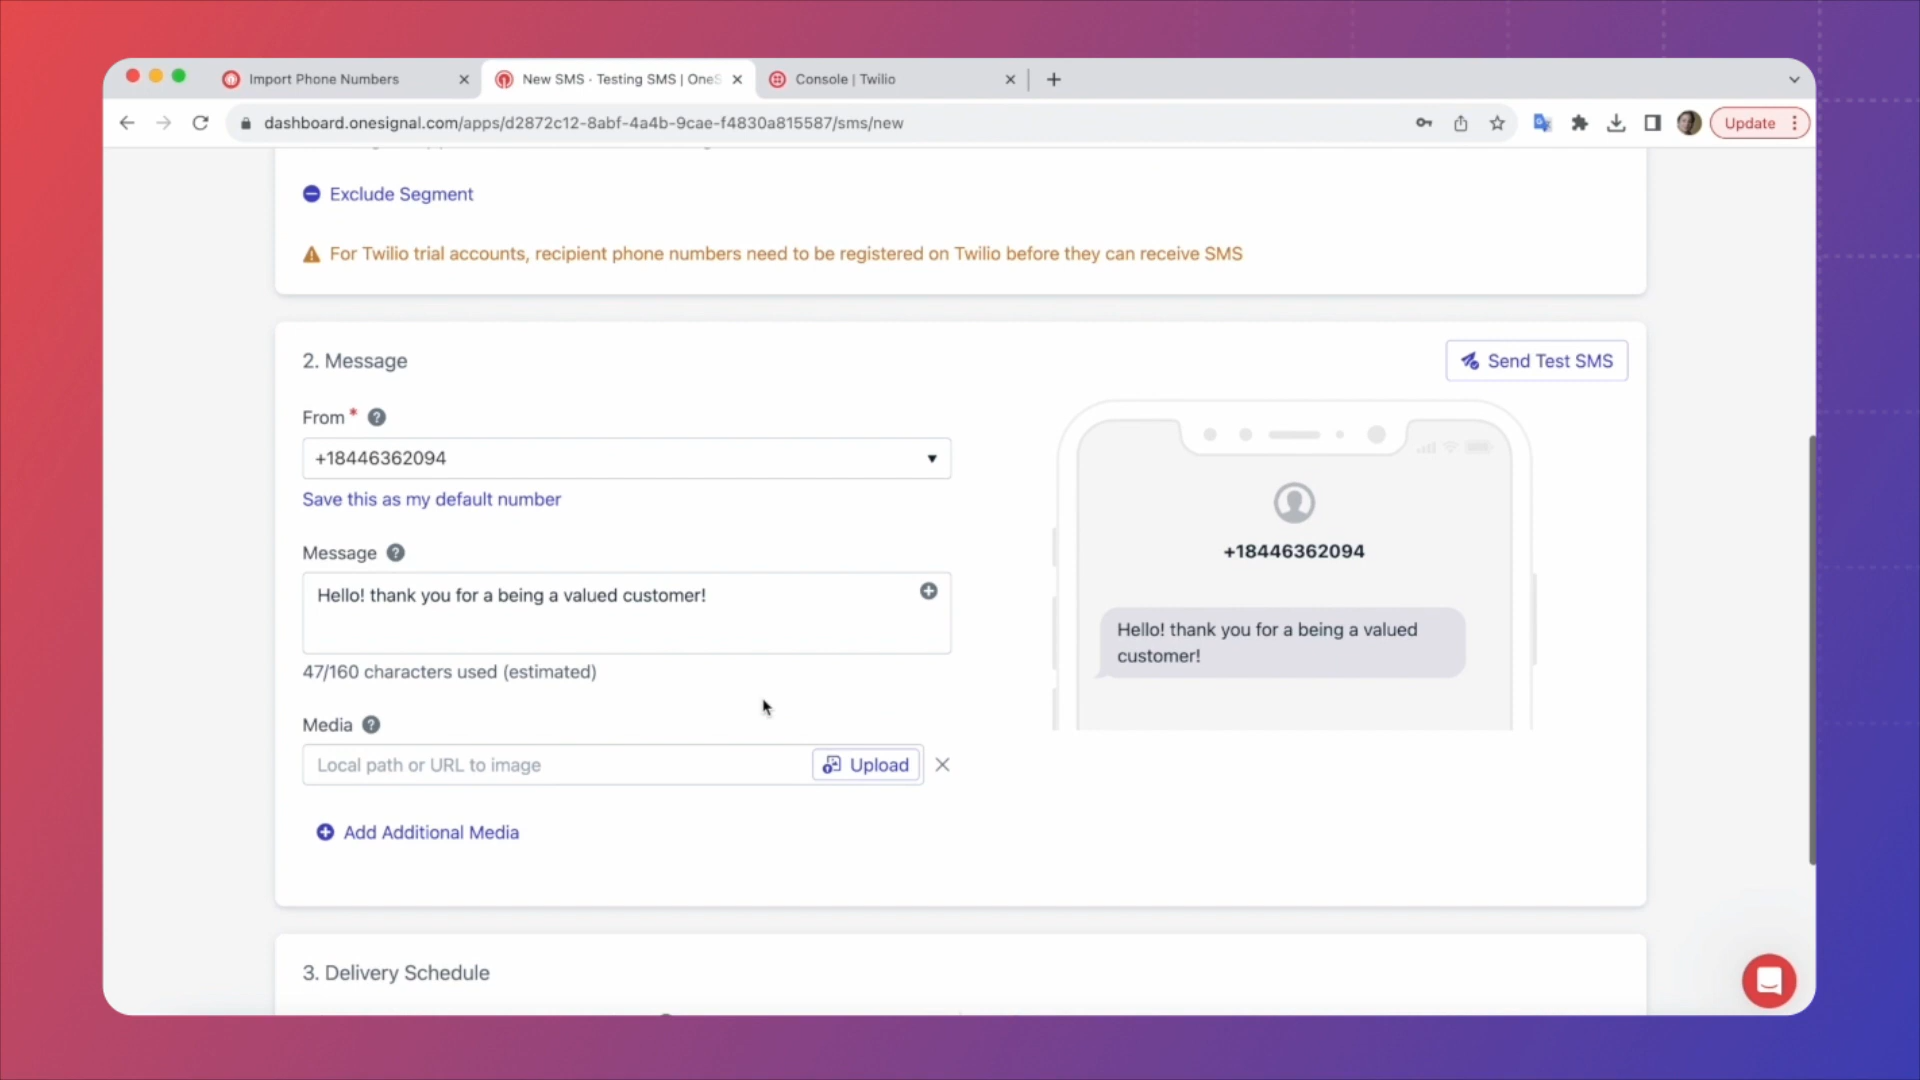 Import Phone Numbers
New SMS · Testing SMS | OneS
Console | Twilio
dashboard.onesignal.com/apps/d2872c12-8abf-4a4b-9cae-f4830a815587/sms/new
Update
Exclude Segment
For Twilio trial accounts, recipient phone numbers need to be registered on Twilio before they can receive SMS
2. Message
Send Test SMS
From *
+18446362094
Save this as my default number
Message
Hello! thank you for a being a valued customer!
47/160 characters used (estimated)
Media
Local path or URL to image
Upload
Add Additional Media
+18446362094
Hello! thank you for a being a valued
customer!
3. Delivery Schedule